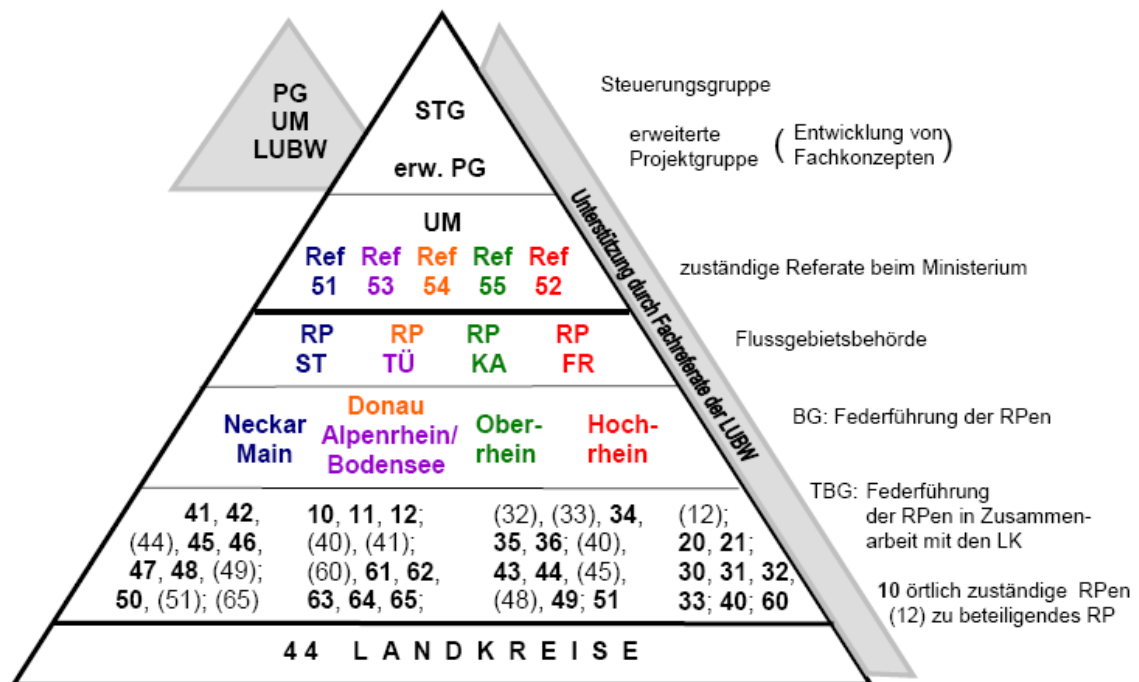 PG
UM
LUBW
STG
erw. PG
Steuerungsgruppe
erweiterte
Projektgruppe
( Entwicklung von
Fachkonzepten )
UM
Ref Ref Ref Ref Ref
51 53 54 55 52
zuständige Referate beim Ministerium
RP RP RP RP
ST TÜ KA FR
Flussgebietsbehörde
Neckar
Main
Donau
Alpenrhein/
Bodensee
Ober-
rhein
Hoch-
rhein
BG: Federführung der RPen
41, 42,
(44), 45, 46,
47, 48, (49);
50, (51); (65)
10, 11, 12;
(40), (41);
(60), 61, 62,
63, 64, 65;
(32), (33), 34,
35, 36; (40),
43, 44, (45),
(48), 49; 51
(12);
20, 21;
30, 31, 32,
33; 40; 60
TBG: Federführung
der RPen in Zusammen-
arbeit mit den LK
10 örtlich zuständige RPen
(12) zu beteiligendes RP
44 LANDKREISE
Unterstützung durch Fachreferate der LUBW